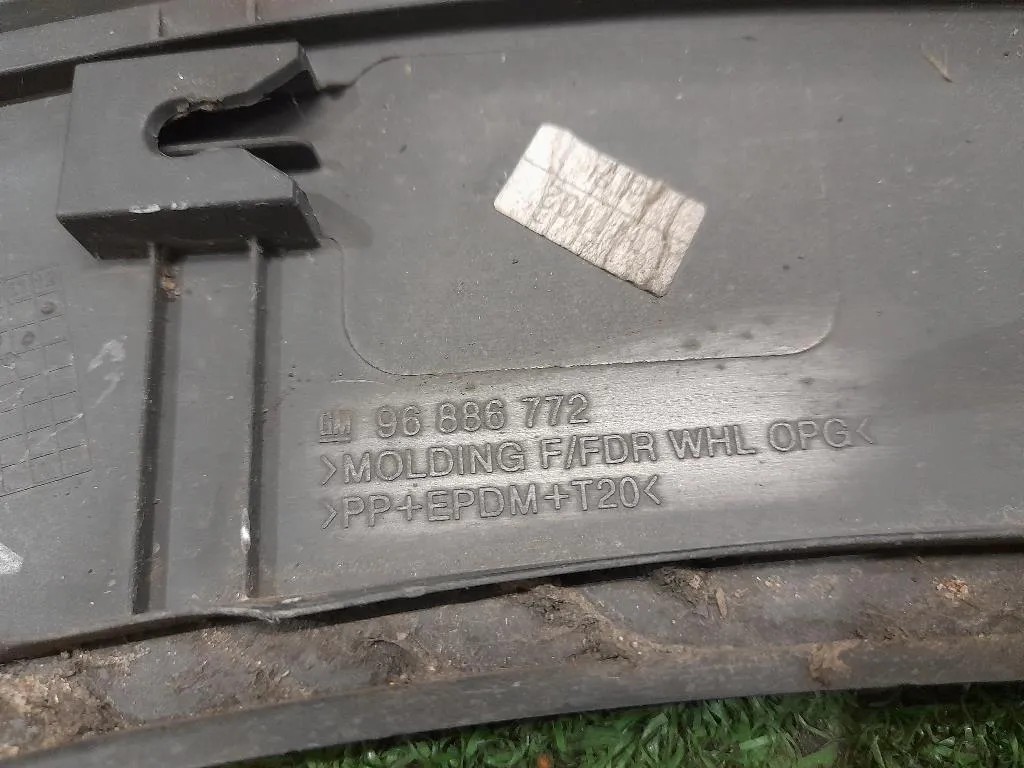 GM 96 886 772
>MOLDING F/FDR WHL OPG<
>PP+EPDM+T20<